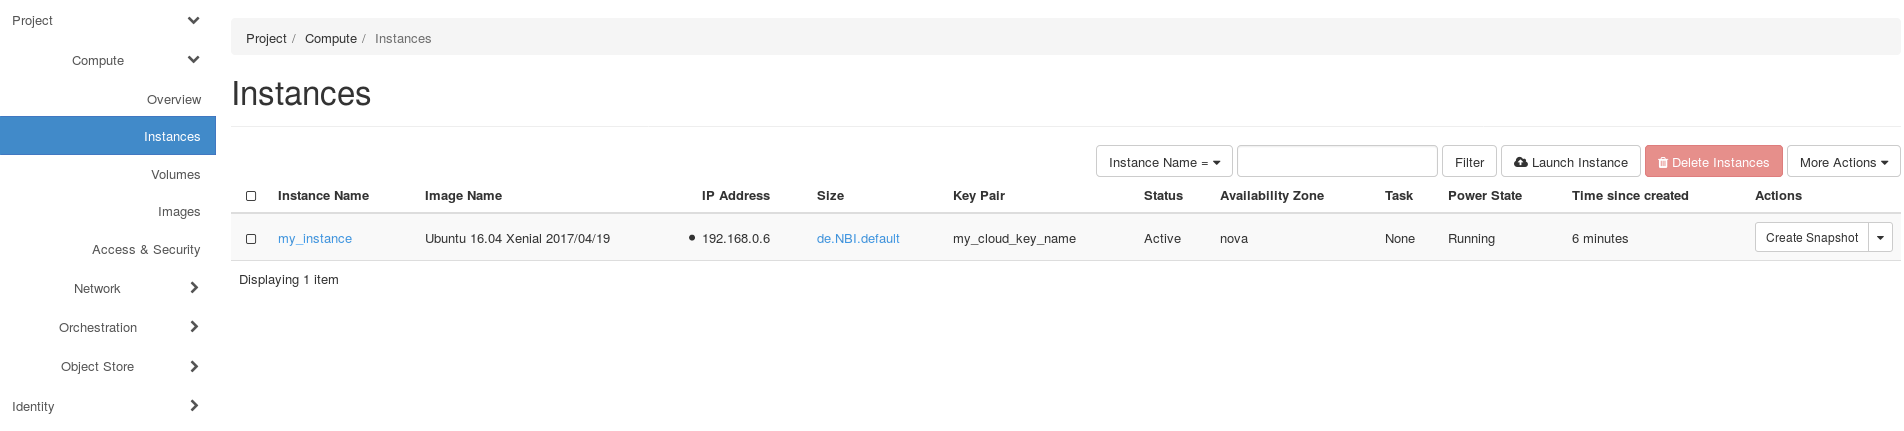 Project
Compute
Overview
Instances
Volumes
Images
Access & Security
Network
Orchestration
Object Store
Identity
Project / Compute / Instances
Instances
Instance Name = Filter Launch Instance Delete Instances More Actions
Instance Name Image Name IP Address Size Key Pair Status Availability Zone Task Power State Time since created Actions
my_instance Ubuntu 16.04 Xenial 2017/04/19 • 192.168.0.6 de.NBI.default my_cloud_key_name Active nova None Running 6 minutes Create Snapshot
Displaying 1 item